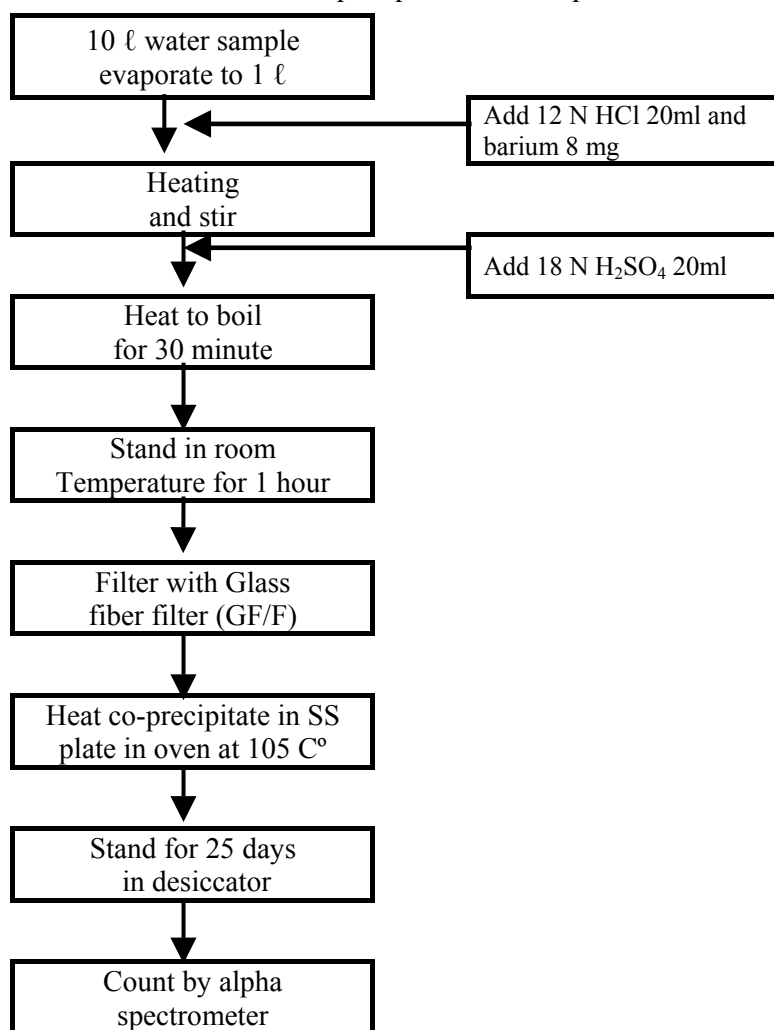 10 ℓ water sample
evaporate to 1 ℓ
Add 12 N HCl 20ml and
barium 8 mg
Heating
and stir
Add 18 N H₂SO₄ 20ml
Heat to boil
for 30 minute
Stand in room
Temperature for 1 hour
Filter with Glass
fiber filter (GF/F)
Heat co-precipitate in SS
plate in oven at 105 Cº
Stand for 25 days
in desiccator
Count by alpha
spectrometer